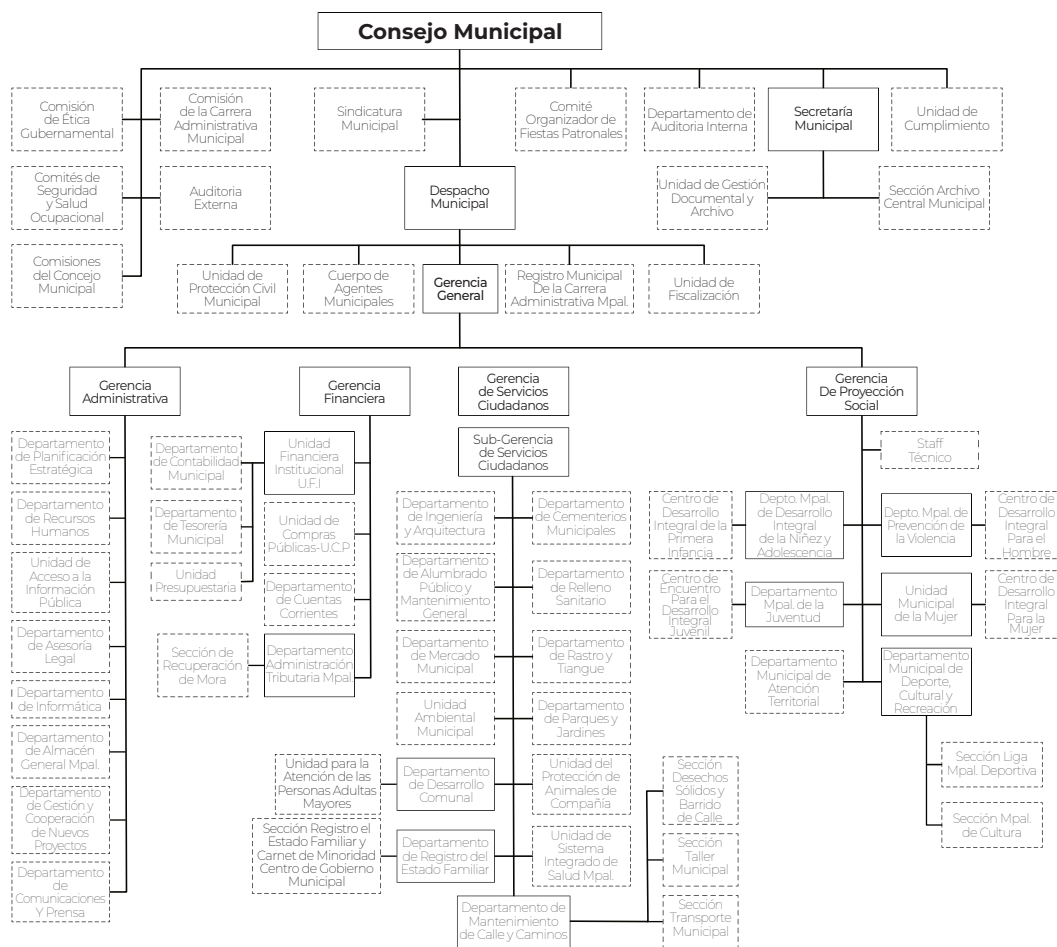 Consejo Municipal
Comisión
de Ética
Gubernamental
Comisión
de la Carrera
Administrativa
Municipal
Sindicatura
Municipal
Comité
Organizador de
Fiestas Patronales
Departamento de
Auditoria Interna
Secretaría
Municipal
Unidad de
Cumplimiento
Comités de
Seguridad
y Salud
Ocupacional
Auditoria
Externa
Despacho
Municipal
Unidad de Gestión
Documental y
Archivo
Sección Archivo
Central Municipal
Comisiones
del Concejo
Municipal
Unidad de
Protección Civil
Municipal
Cuerpo de
Agentes
Municipales
Gerencia
General
Registro Municipal
De la Carrera
Administrativa Mpal.
Unidad de
Fiscalización
Gerencia
Administrativa
Gerencia
Financiera
Gerencia
de Servicios
Ciudadanos
Gerencia
De Proyección
Social
Departamento
de Planificación
Estratégica
Departamento
de Recursos
Humanos
Unidad de
Acceso a la
Información
Pública
Departamento
de Asesoría
Legal
Departamento
de Informática
Departamento
de Almacén
General Mpal.
Departamento
de Gestión y
Cooperación
de Nuevos
Proyectos
Departamento
de
Comunicaciones
Y Prensa
Departamento
de Contabilidad
Municipal
Unidad
Financiera
Institucional
U.F.I
Departamento
de Tesorería
Municipal
Unidad de
Compras
Públicas-U.C.P
Unidad
Presupuestaria
Departamento
de Cuentas
Corrientes
Sección de
Recuperación
de Mora
Departamento
Administración
Tributaria Mpal.
Sub-Gerencia
de Servicios
Ciudadanos
Departamento
de Ingeniería
y Arquitectura
Departamento
de Cementerios
Municipales
Departamento
de Alumbrado
Público y
Mantenimiento
General
Departamento
de Relleno
Sanitario
Departamento
de Mercado
Municipal
Departamento
de Rastro y
Tiangue
Unidad
Ambiental
Municipal
Departamento
de Parques y
Jardines
Unidad para la
Atención de las
Personas Adultas
Mayores
Departamento
de Desarrollo
Comunal
Unidad del
Protección de
Animales de
Compañía
Sección Registro el
Estado Familiar y
Carnet de Minoridad
Centro de Gobierno
Municipal
Departamento
de Registro del
Estado Familiar
Unidad de
Sistema
Integrado de
Salud Mpal.
Departamento de
Mantenimiento
de Calle y Caminos
Sección
Desechos
Sólidos y
Barrido
de Calle
Sección
Taller
Municipal
Sección
Transporte
Municipal
Staff
Técnico
Centro de
Desarrollo
Integral de la
Primera
Infancia
Depto. Mpal.
de Desarrollo
Integral
de la Niñez y
Adolescencia
Depto. Mpal. de
Prevención de
la Violencia
Centro de
Desarrollo
Integral
Para el
Hombre
Centro de
Encuentro
Para el
Desarrollo
Integral
Juvenil
Departamento
Mpal. de la
Juventud
Unidad
Municipal
de la Mujer
Centro de
Desarrollo
Integral
Para la
Mujer
Departamento
Municipal
de Atención
Territorial
Departamento
Municipal de
Deporte,
Cultural y
Recreación
Sección Liga
Mpal. Deportiva
Sección Mpal.
de Cultura